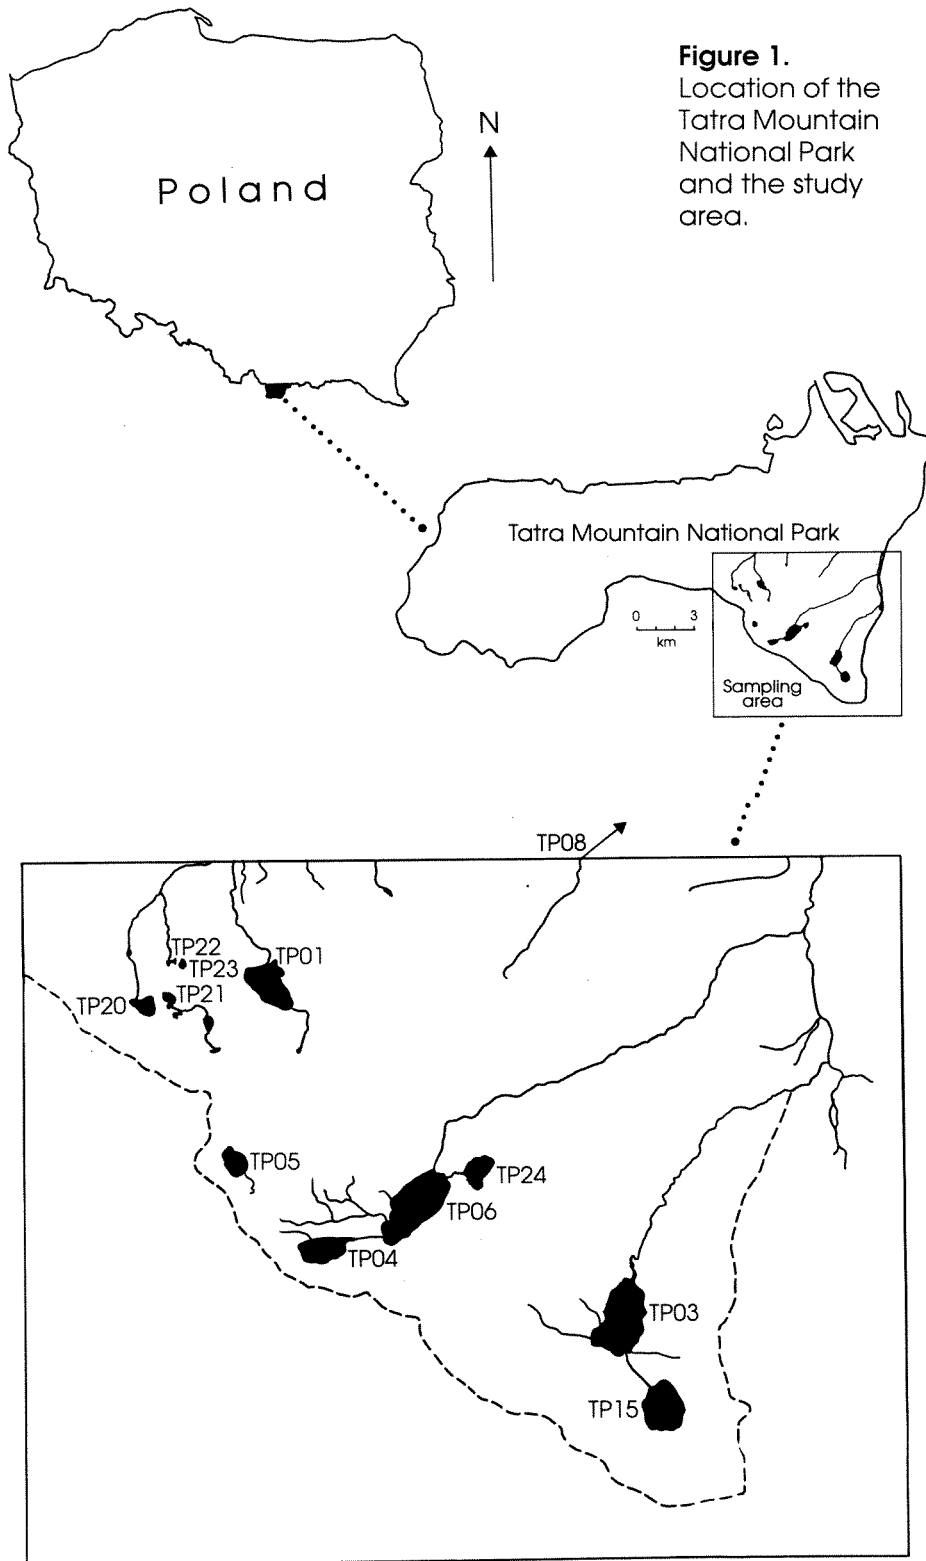 Figure 1.
Location of the
Tatra Mountain
National Park
and the study
area.
N
Poland
Tatra Mountain National Park
0 3
km
Sampling
area
TP08
TP22
TP01
TP23
TP21
TP20
TP05
TP24
TP06
TP04
TP03
TP15